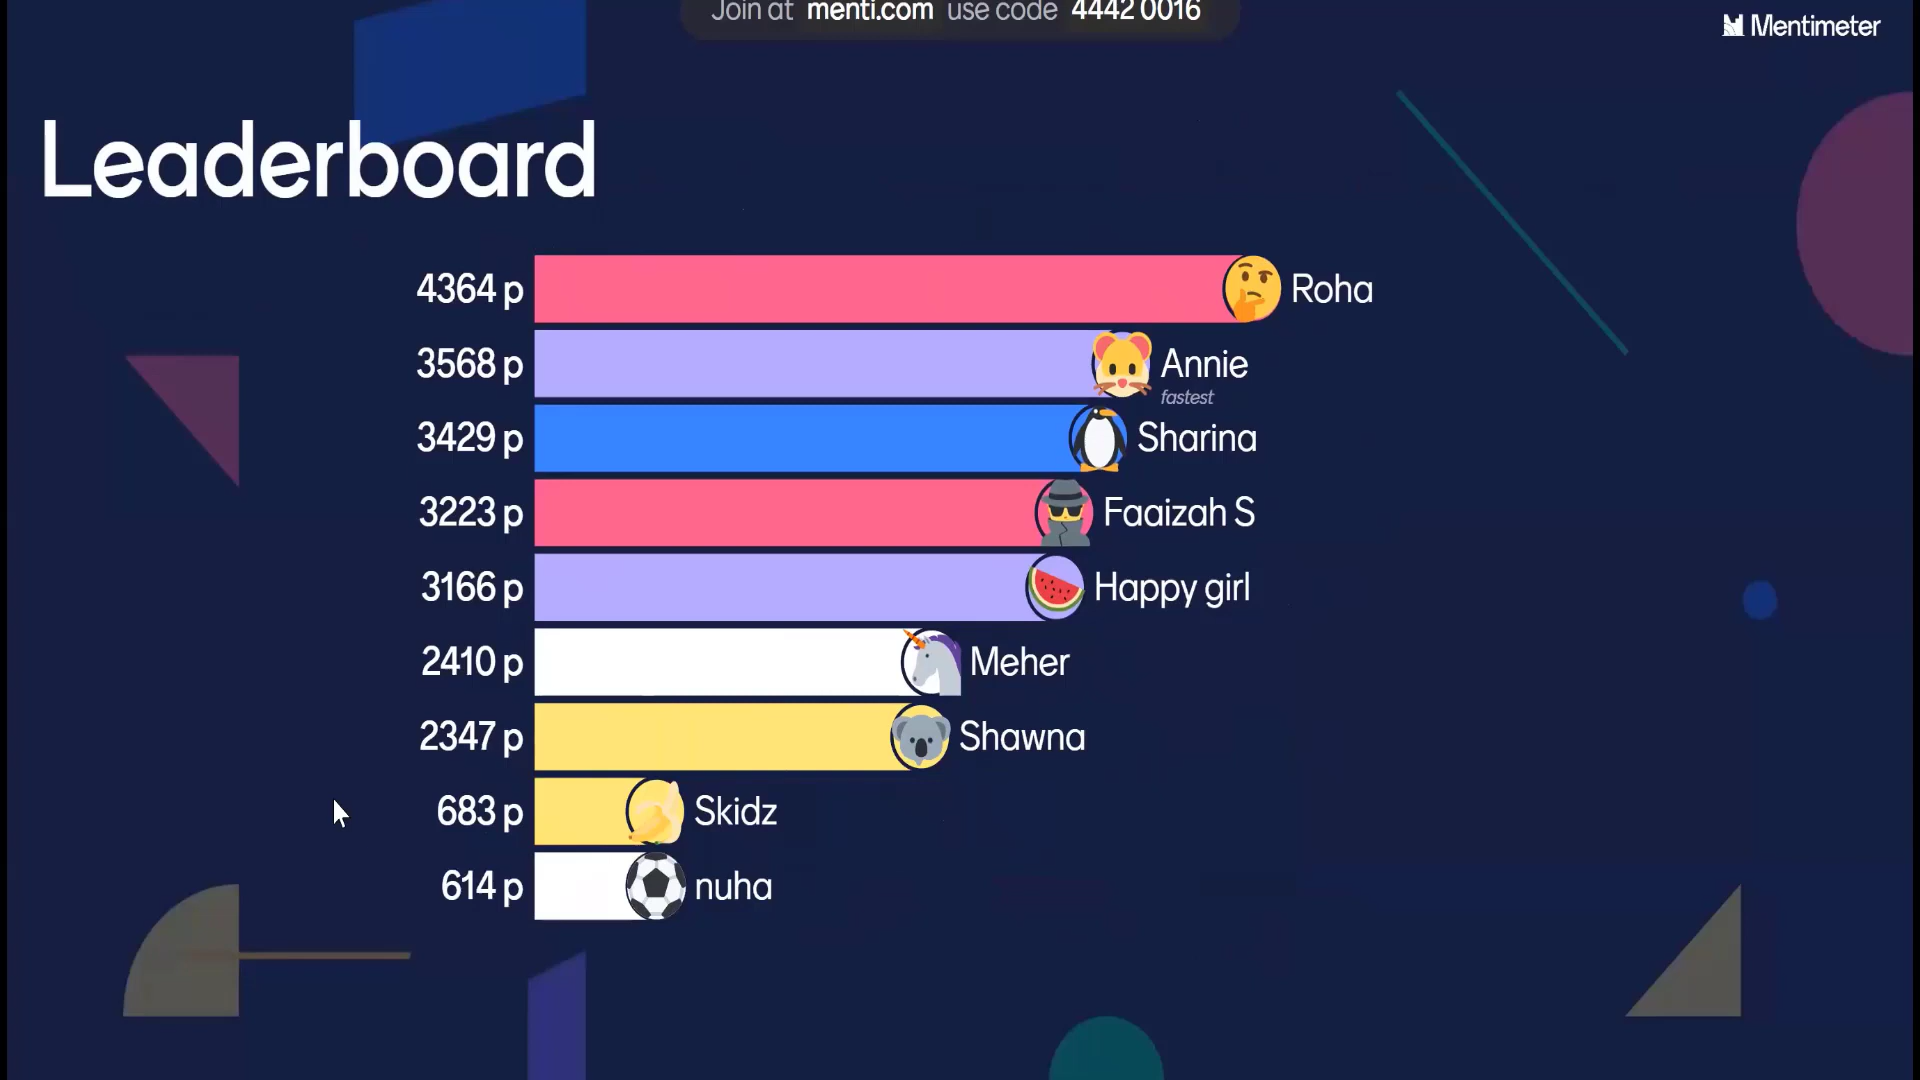 Join at menti.com use code 4442 0016
Mentimeter
Leaderboard
4364 p Roha
3568 p Annie
fastest
3429 p Sharina
3223 p Faaizah S
3166 p Happy girl
2410 p Meher
2347 p Shawna
683 p Skidz
614 p nuha